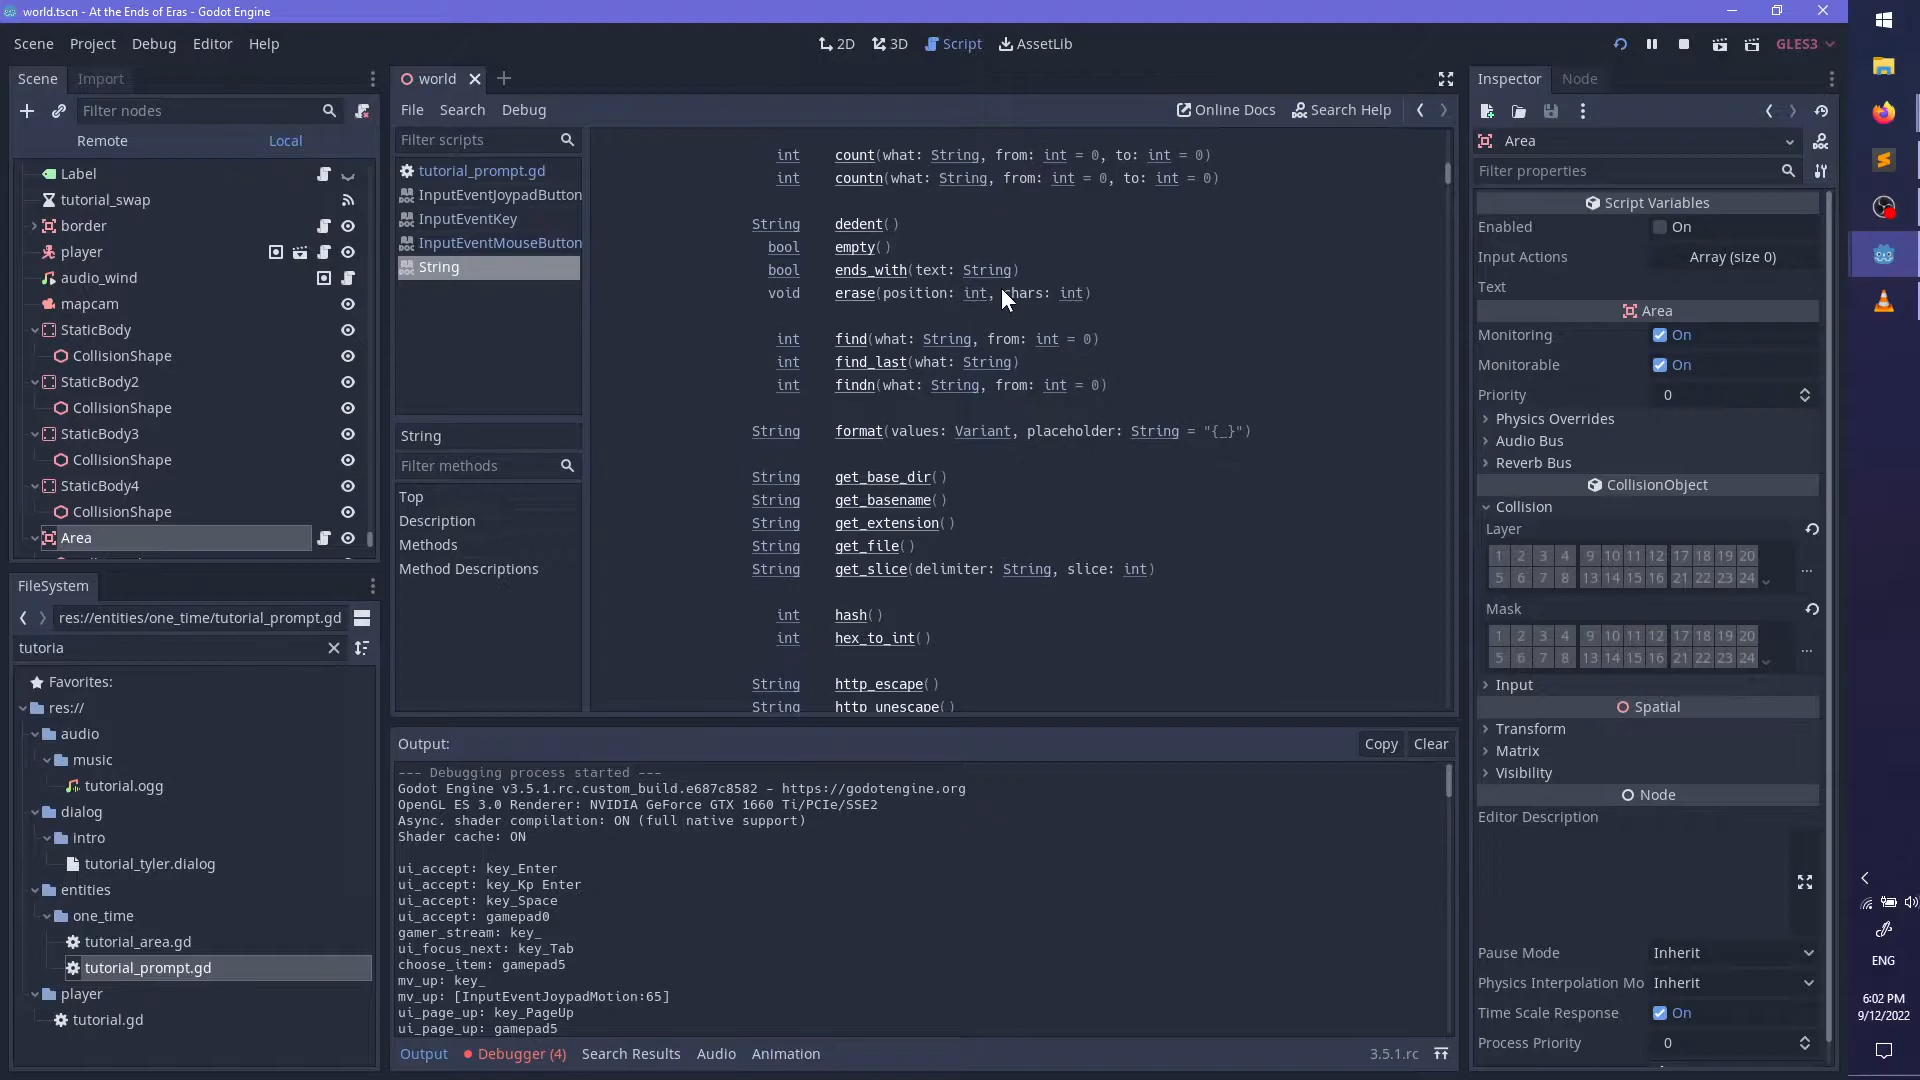 world.tscn - At the Ends of Eras - Godot Engine
Scene Project Debug Editor Help
2D 3D Script AssetLib
GLES3
Scene Import
Filter nodes
Remote Local
Label
tutorial_swap
border
player
audio_wind
mapcam
StaticBody
CollisionShape
StaticBody2
CollisionShape
StaticBody3
CollisionShape
StaticBody4
CollisionShape
Area
FileSystem
res://entities/one_time/tutorial_prompt.gd
tutoria
Favorites:
res://
audio
music
tutorial.ogg
dialog
intro
tutorial_tyler.dialog
entities
one_time
tutorial_area.gd
tutorial_prompt.gd
player
tutorial.gd
world
File Search Debug
Online Docs Search Help
Filter scripts
tutorial_prompt.gd
InputEventJoypadButton
InputEventKey
InputEventMouseButton
String
String
Filter methods
Top
Description
Methods
Method Descriptions
int count(what: String, from: int = 0, to: int = 0)
int countn(what: String, from: int = 0, to: int = 0)
String dedent()
bool empty()
bool ends_with(text: String)
void erase(position: int, chars: int)
int find(what: String, from: int = 0)
int find_last(what: String)
int findn(what: String, from: int = 0)
String format(values: Variant, placeholder: String = "{_}")
String get_base_dir()
String get_basename()
String get_extension()
String get_file()
String get_slice(delimiter: String, slice: int)
int hash()
int hex_to_int()
String http_escape()
String http_unescape()
Output:
Copy Clear
--- Debugging process started ---
Godot Engine v3.5.1.rc.custom_build.e687c8582 - https://godotengine.org
OpenGL ES 3.0 Renderer: NVIDIA GeForce GTX 1660 Ti/PCIe/SSE2
Async. shader compilation: ON (full native support)
Shader cache: ON
ui_accept: key_Enter
ui_accept: key_Kp Enter
ui_accept: key_Space
ui_accept: gamepad0
gamer_stream: key_
ui_focus_next: key_Tab
choose_item: gamepad5
mv_up: key_
mv_up: [InputEventJoypadMotion:65]
ui_page_up: key_PageUp
ui_page_up: gamepad5
Output Debugger (4) Search Results Audio Animation
3.5.1.rc
Inspector Node
Area
Filter properties
Script Variables
Enabled On
Input Actions Array (size 0)
Text
Area
Monitoring On
Monitorable On
Priority 0
Physics Overrides
Audio Bus
Reverb Bus
CollisionObject
Collision
Layer
1 2 3 4 9 10 11 12 17 18 19 20
5 6 7 8 13 14 15 16 21 22 23 24
Mask
1 2 3 4 9 10 11 12 17 18 19 20
5 6 7 8 13 14 15 16 21 22 23 24
Input
Spatial
Transform
Matrix
Visibility
Node
Editor Description
Pause Mode Inherit
Physics Interpolation Mo Inherit
Time Scale Response On
Process Priority 0
ENG
6:02 PM
9/12/2022